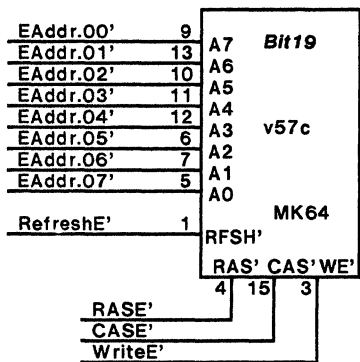 EAddr.00' 9 A7 Bit19
EAddr.01' 13 A6
EAddr.02' 10 A5
EAddr.03' 11 A4
EAddr.04' 12 A3 v57c
EAddr.05' 6 A2
EAddr.06' 7 A1
EAddr.07' 5 A0
MK64
RefreshE' 1 RFSH'
RAS' CAS' WE'
4 15 3
RASE'
CASE'
WriteE'